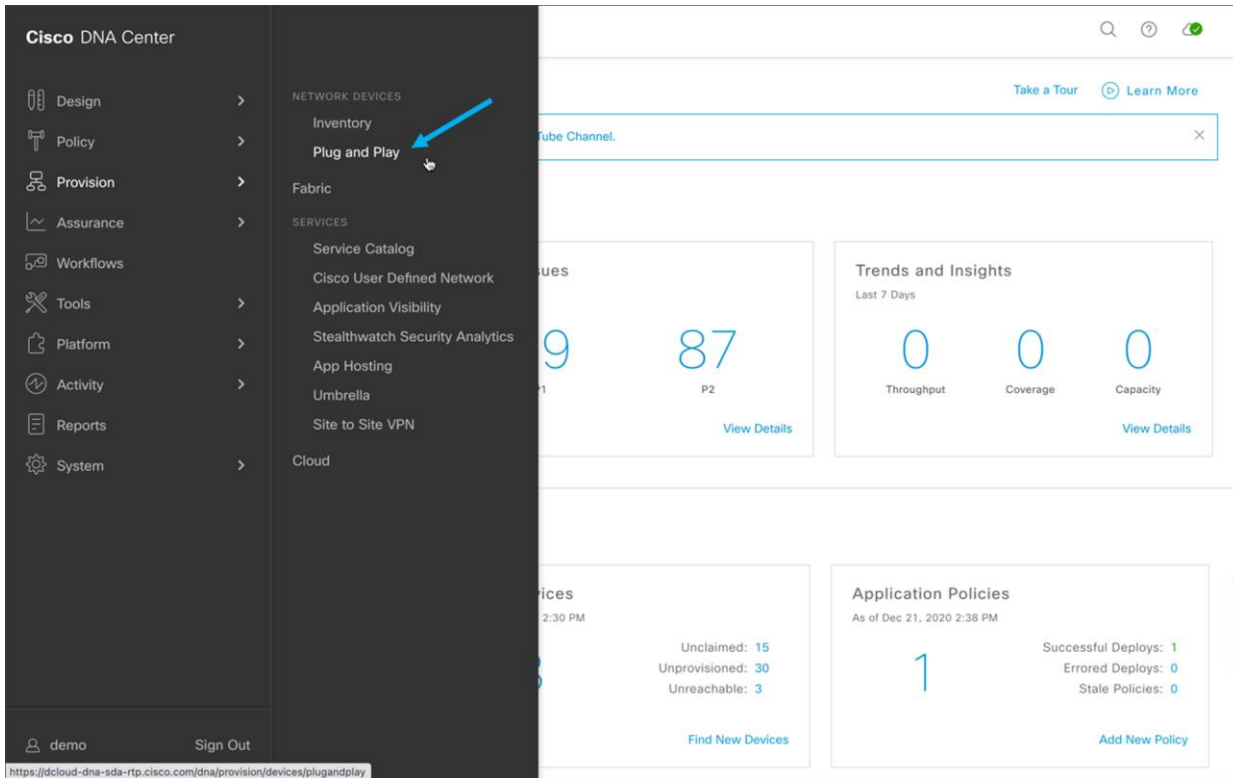 Cisco DNA Center
Design
Policy
Provision
Assurance
Workflows
Tools
Platform
Activity
Reports
System
demo
Sign Out
NETWORK DEVICES
Inventory
Plug and Play
Fabric
SERVICES
Service Catalog
Cisco User Defined Network
Application Visibility
Stealthwatch Security Analytics
App Hosting
Umbrella
Site to Site VPN
Cloud
Take a Tour
Learn More
Tube Channel.
sues
9
87
P1
P2
View Details
Trends and Insights
Last 7 Days
0
0
0
Throughput
Coverage
Capacity
View Details
vices
2:30 PM
Unclaimed: 15
Unprovisioned: 30
Unreachable: 3
Find New Devices
Application Policies
As of Dec 21, 2020 2:38 PM
1
Successful Deploys: 1
Errored Deploys: 0
Stale Policies: 0
Add New Policy
https://dcloud-dna-sda-rtp.cisco.com/dna/provision/devices/plugandplay